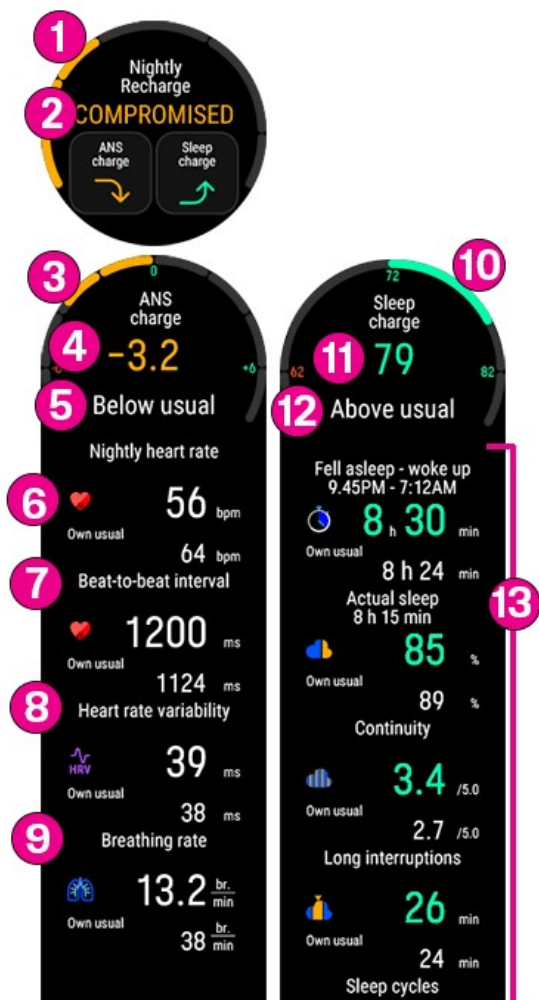 1
Nightly
Recharge
2
COMPROMISED
ANS
charge
Sleep
charge
3
0
ANS
charge
4
-3.2
+6
5
Below usual
Nightly heart rate
6
56 bpm
Own usual
64 bpm
7
Beat-to-beat interval
1200 ms
Own usual
1124 ms
8
Heart rate variability
HRV
39 ms
Own usual
38 ms
9
Breathing rate
13.2 br.
min
Own usual
38 br.
min
10
72
Sleep
charge
11
79
62
82
12
Above usual
13
Fell asleep - woke up
9.45PM - 7:12AM
8 h 30 min
Own usual
8 h 24 min
Actual sleep
8 h 15 min
85 %
Own usual
89 %
Continuity
3.4 /5.0
Own usual
2.7 /5.0
Long interruptions
26 min
Own usual
24 min
Sleep cycles